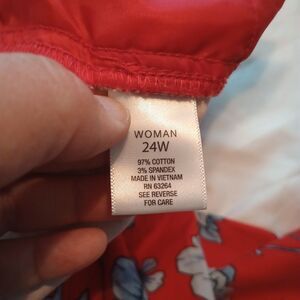 WOMAN
24W
97% COTTON
3% SPANDEX
MADE IN VIETNAM
RN 63264
SEE REVERSE
FOR CARE